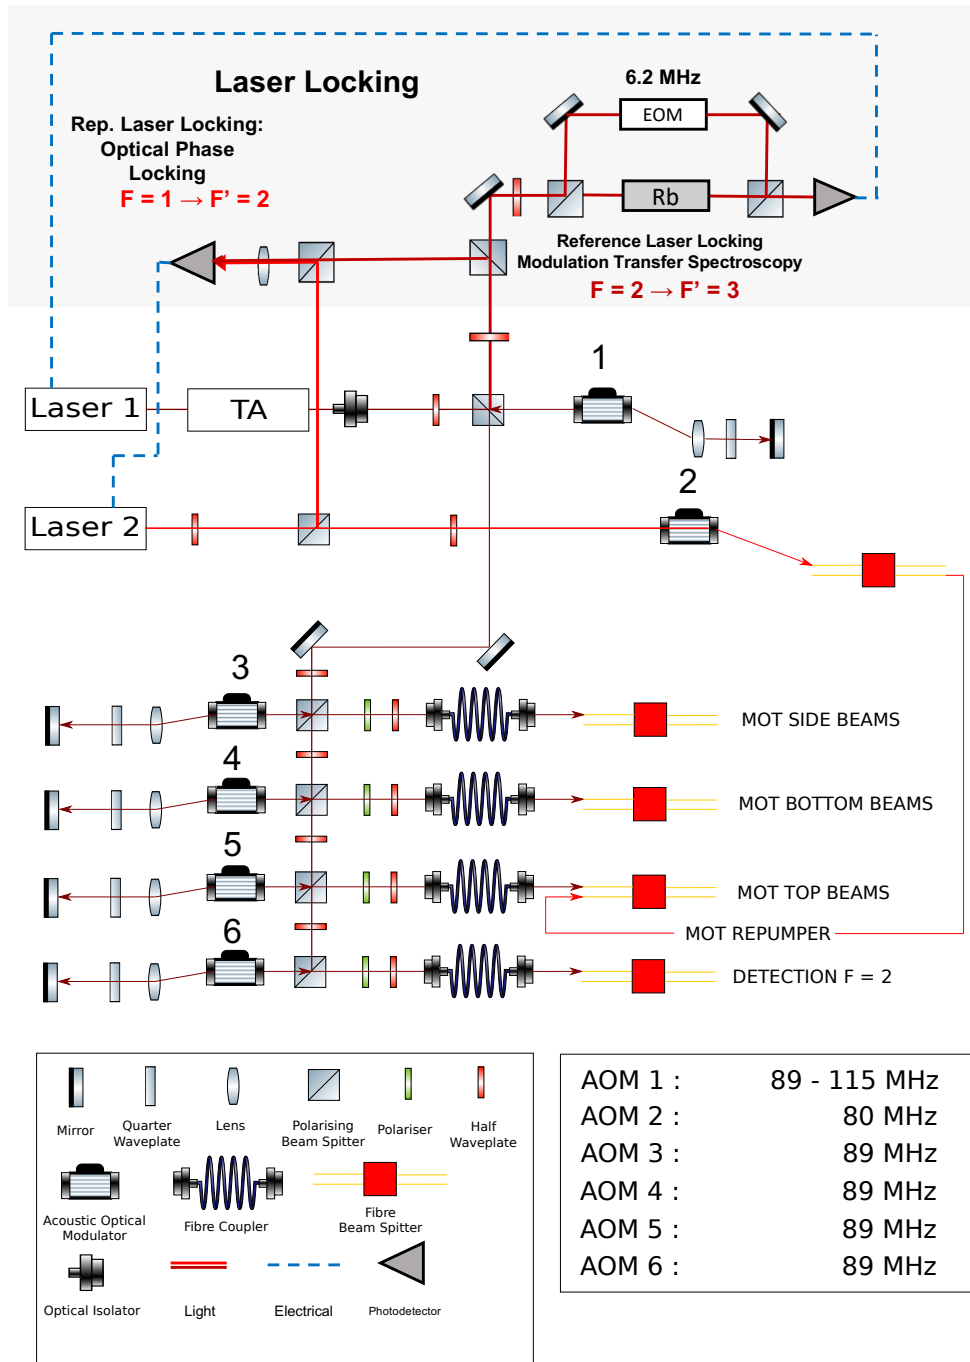 Laser Locking
6.2 MHz
EOM
Rep. Laser Locking:
Optical Phase
Locking
F = 1 → F' = 2
Rb
Reference Laser Locking
Modulation Transfer Spectroscopy
F = 2 → F' = 3
1
Laser 1
TA
2
Laser 2
3
MOT SIDE BEAMS
4
MOT BOTTOM BEAMS
5
MOT TOP BEAMS
MOT REPUMPER
6
DETECTION F = 2
Mirror
Quarter
Waveplate
Lens
Polarising
Beam Spitter
Polariser
Half
Waveplate
Acoustic Optical
Modulator
Fibre Coupler
Fibre
Beam Spitter
Optical Isolator
Light
Electrical
Photodetector
AOM 1 : 89 - 115 MHz
AOM 2 : 80 MHz
AOM 3 : 89 MHz
AOM 4 : 89 MHz
AOM 5 : 89 MHz
AOM 6 : 89 MHz